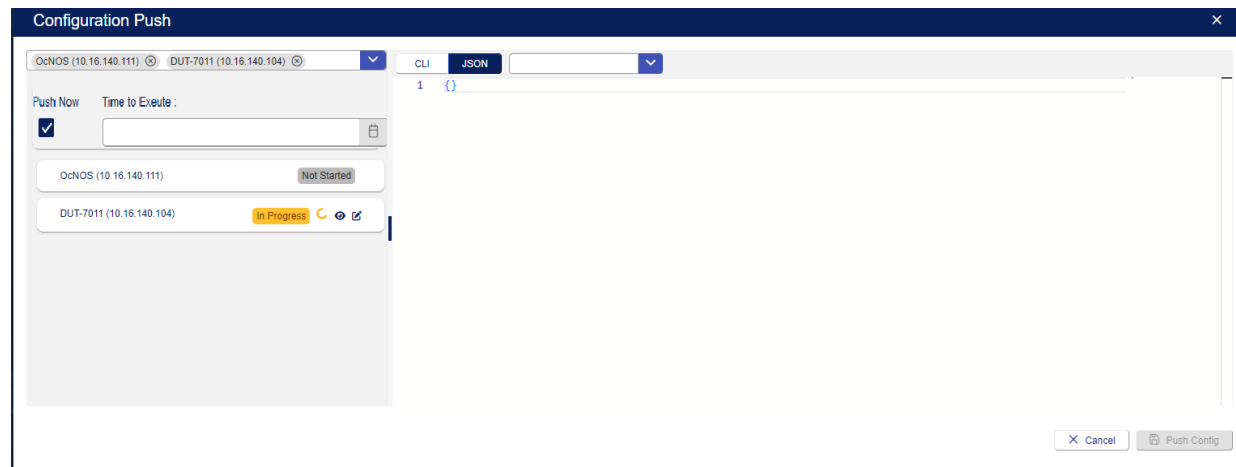 Configuration Push
OcNOS (10.16.140.111) DUT-7011 (10.16.140.104)
CLI JSON
1 {}
Push Now Time to Exeute :
OcNOS (10.16.140.111) Not Started
DUT-7011 (10.16.140.104) In Progress
Cancel Push Config